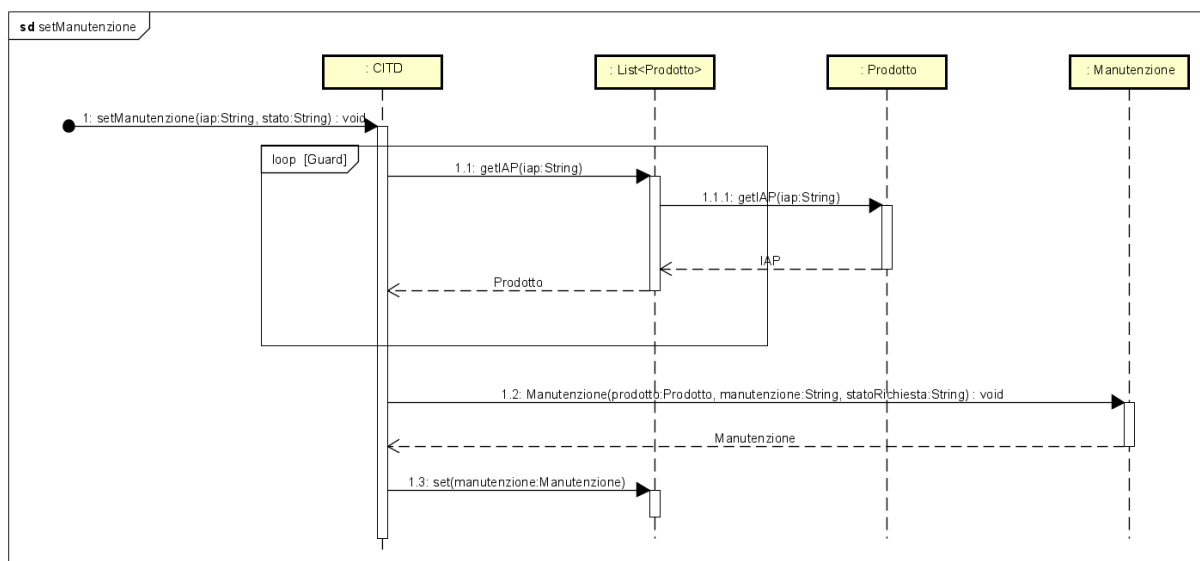 sd setManutenzione
: CITD
: List<Prodotto>
: Prodotto
: Manutenzione
1: setManutenzione(iap:String, stato:String) : void
loop [Guard]
1.1: getIAP(iap:String)
1.1.1: getIAP(iap:String)
IAP
Prodotto
1.2: Manutenzione(prodotto:Prodotto, manutenzione:String, statoRichiesta:String) : void
Manutenzione
1.3: set(manutenzione:Manutenzione)